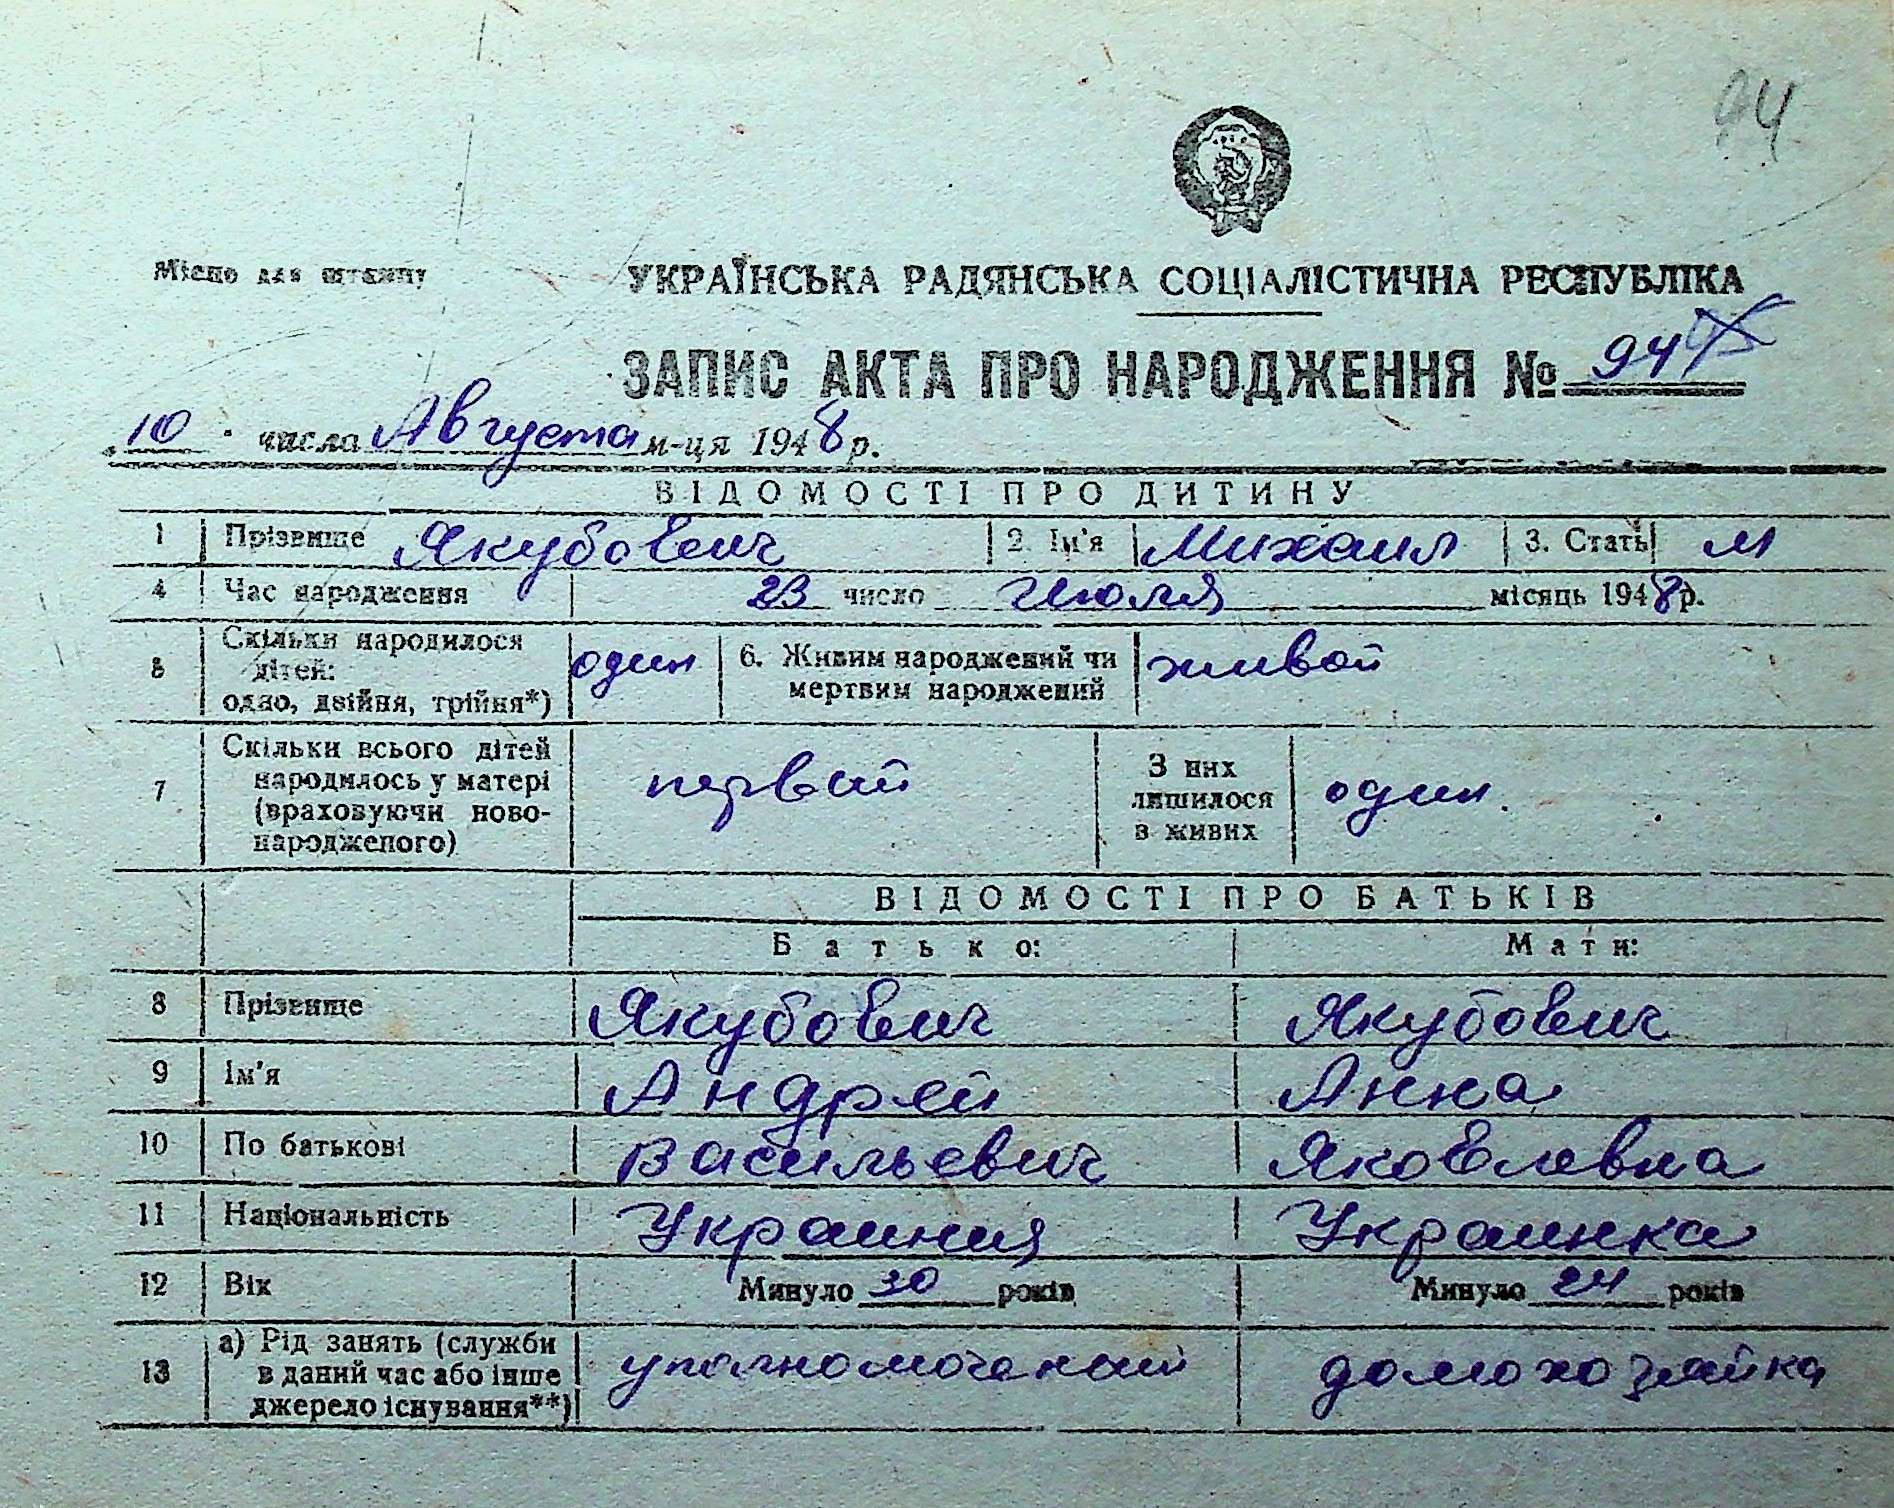 94
Місце для штампу
УКРАЇНСЬКА РАДЯНСЬКА СОЦІАЛІСТИЧНА РЕСПУБЛІКА
ЗАПИС АКТА ПРО НАРОДЖЕННЯ № 94
10 числа Августа м-ця 1948 р.
ВІДОМОСТІ ПРО ДИТИНУ
1 Прізвище Якубович 2. Ім'я Михаил 3. Стать м
4 Час народження 23 число Июля місяць 1948 р.
5 Скільки народилося дітей: одно, двійня, трійня*) один 6. Живим народжений чи мертвим народжений живой
7 Скільки всього дітей народилось у матері (враховуючи ново-народженого) первий З них лишилося в живих один.
ВІДОМОСТІ ПРО БАТЬКІВ
Батько: Мати:
8 Прізвище Якубович Якубович
9 Ім'я Андрей Анна
10 По батькові Васильевич Яковлевна
11 Національність Украинця Украинка
12 Вік Минуло 30 років Минуло 24 років
13 а) Рід занять (служби в даний час або інше джерело існування**) уполномоченый домохозяйка